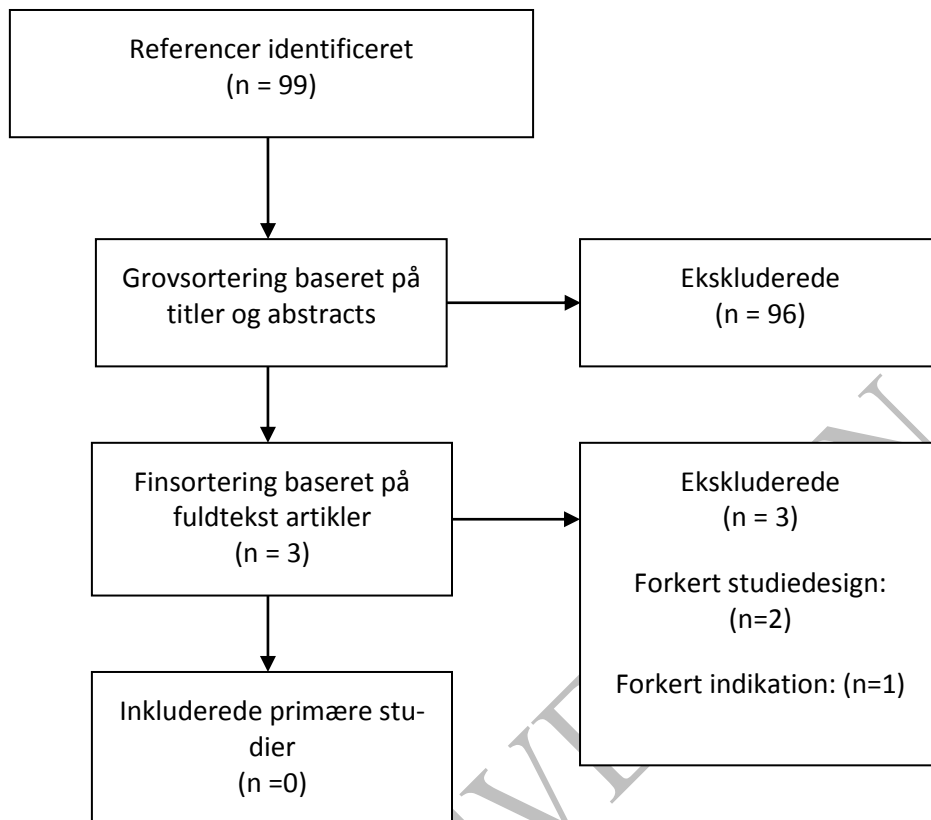 Referencer identificeret
(n = 99)
Grovsortering baseret på
titler og abstracts
Ekskluderede
(n = 96)
Finsortering baseret på
fuldtekst artikler
(n = 3)
Ekskluderede
(n = 3)
Forkert studiedesign:
(n=2)
Forkert indikation: (n=1)
Inkluderede primære stu-
dier
(n =0)